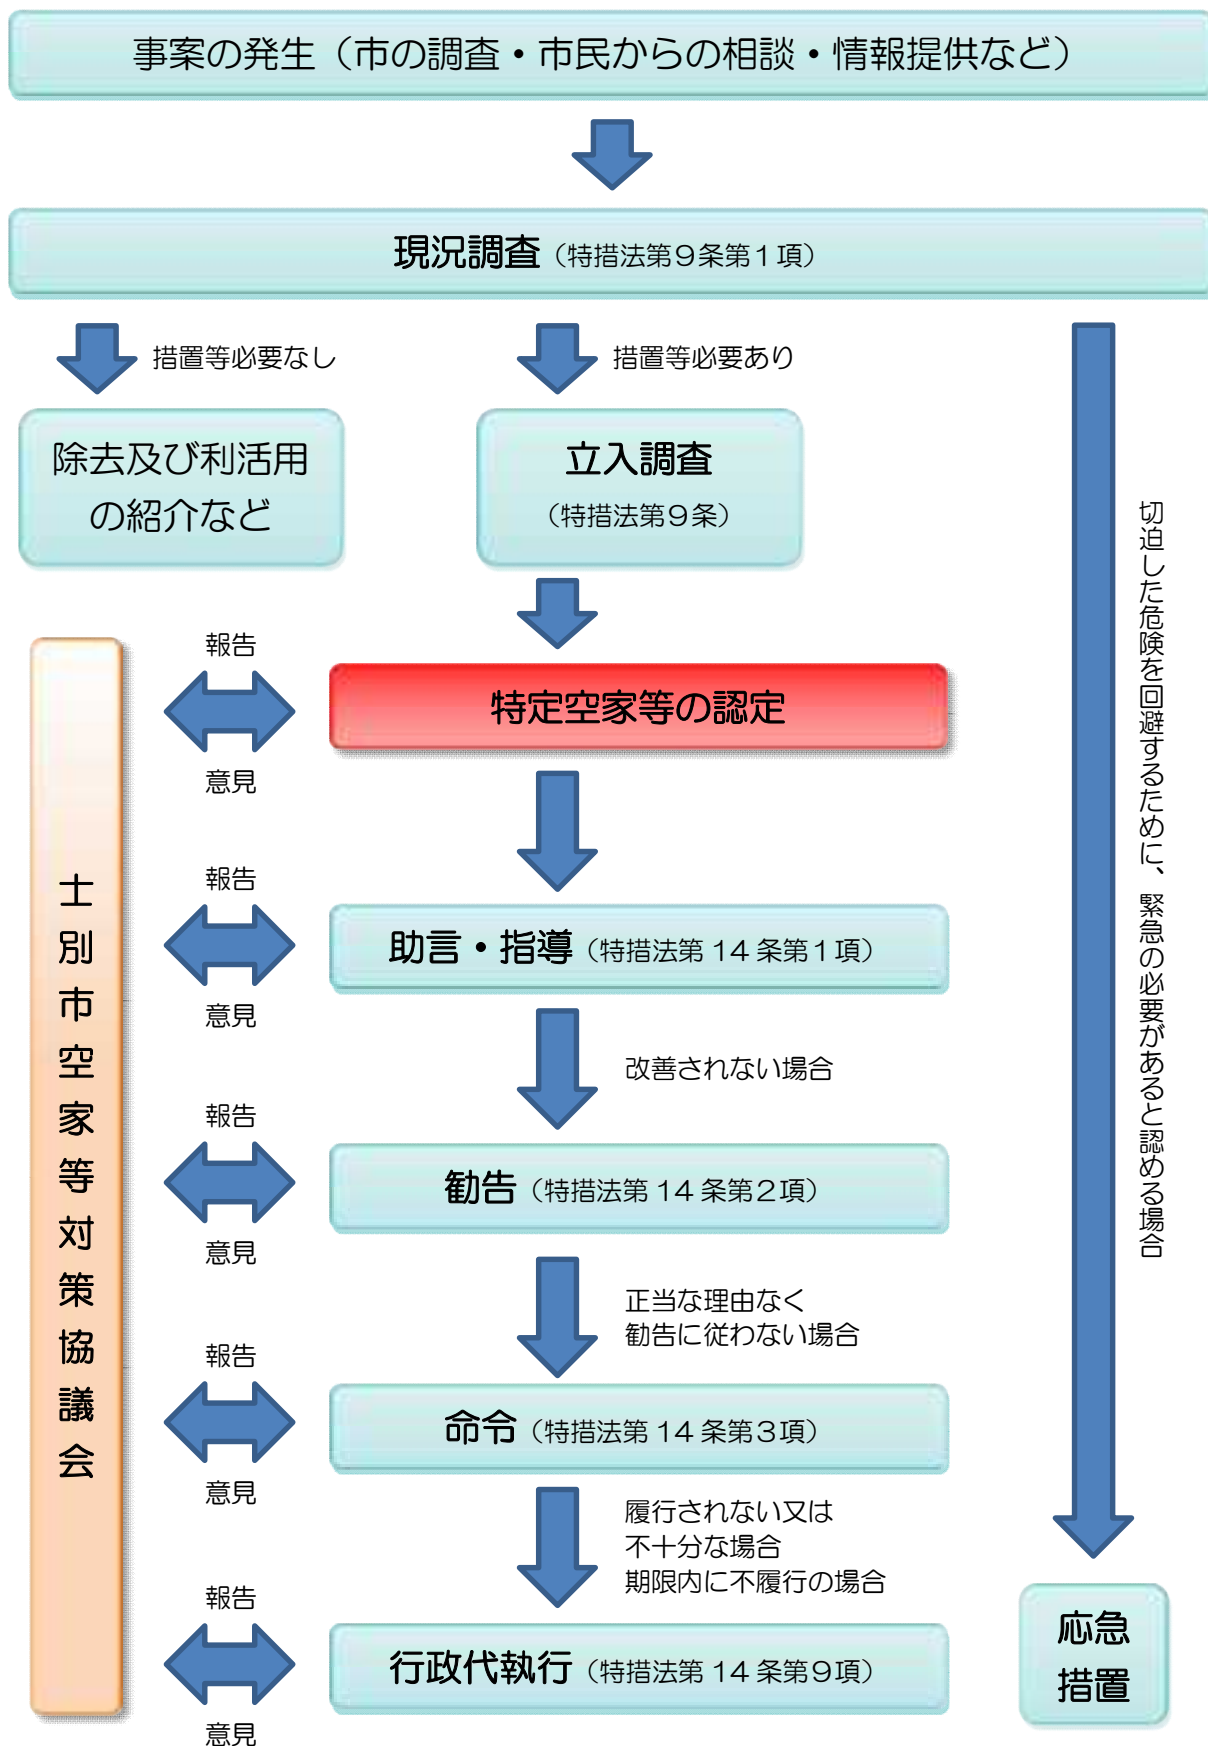 事案の発生（市の調査・市民からの相談・情報提供など）
現況調査（特措法第９条第１項）
措置等必要なし
措置等必要あり
除去及び利活用
の紹介など
立入調査
（特措法第９条）
切迫した危険を回避するために、緊急の必要があると認める場合
報告
特定空家等の認定
意見
士別市空家等対策協議会
報告
助言・指導（特措法第 14 条第１項）
意見
改善されない場合
報告
勧告（特措法第 14 条第２項）
意見
正当な理由なく
勧告に従わない場合
報告
命令（特措法第 14 条第３項）
意見
履行されない又は
不十分な場合
期限内に不履行の場合
報告
行政代執行（特措法第 14 条第９項）
意見
応急
措置